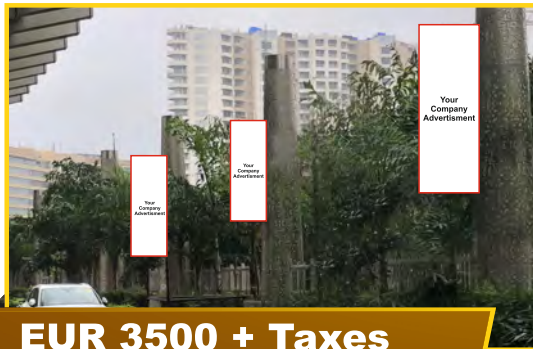 Your
Company
Advertisment
Your
Company
Advertisment
Your
Company
Advertisment
EUR 3500 + Taxes